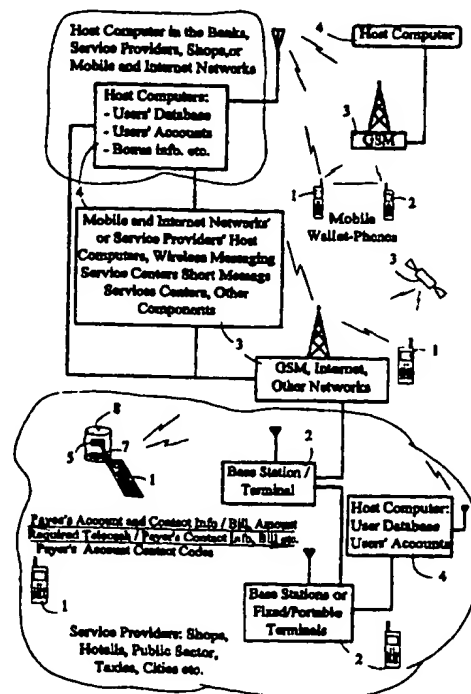 Host Computer in the Banks,
Service Providers, Shops, or
Mobile and Internet Networks
4
Host Computer
Host Computers:
- Users' Database
- Users' Accounts
- Bonus Info. etc.
3
GSM
4
1
2
Mobile
Wallet-Phones
Mobile and Internet Networks'
or Service Providers' Host
Computers, Wireless Messaging
Service Centers Short Message
Services Centers, Other
Components
3
3
1
1
GSM, Internet,
Other Networks
8
5
7
1
2
Base Station /
Terminal
Host Computer:
User Database
Users' Accounts
4
Payer's Account and Contact Info / Bill, Amount
Required Telecoph / Payer's Contact Info, Bill etc.
Payer's Account Contact Codes
1
Base Stations or
Fixed/Portable
Terminals
2
Service Providers: Shops,
Hotells, Public Sector,
Taxies, Cities etc.